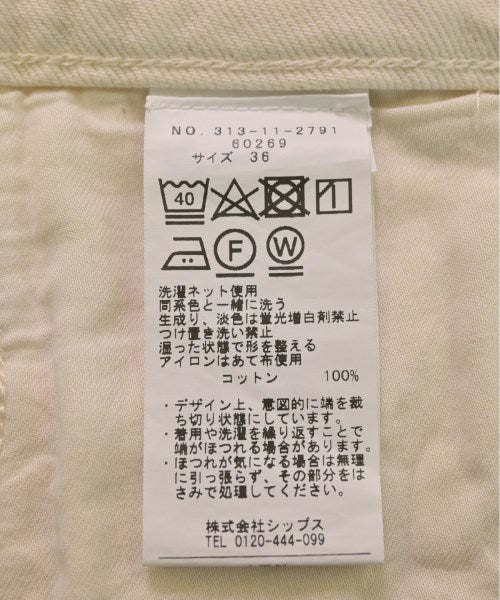 NO. 313-11-2791
60269
サイズ 36
40
F W
洗濯ネット使用
同系色と一緒に洗う
生成り、淡色は蛍光増白剤禁止
つけ置き洗い禁止
湿った状態で形を整える
アイロンはあて布使用
コットン 100%
・デザイン上、意図的に端を裁
ち切り状態にしています。
・着用や洗濯を繰り返すことで
端がほつれる場合があります。
・ほつれが気になる場合は無理
に引っ張らず、その部分をは
さみで処理してください。
株式会社シップス
TEL 0120-444-099